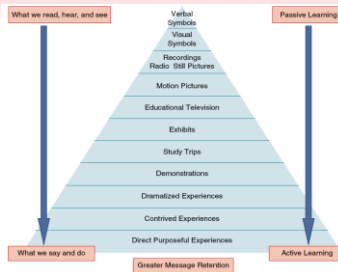 What we read, hear, and see
Verbal
Symbols
Passive Learning
Visual
Symbols
Recordings
Radio Still Pictures
Motion Pictures
Educational Television
Exhibits
Study Trips
Demonstrations
Dramatized Experiences
Contrived Experiences
Direct Purposeful Experiences
What we say and do
Active Learning
Greater Message Retention